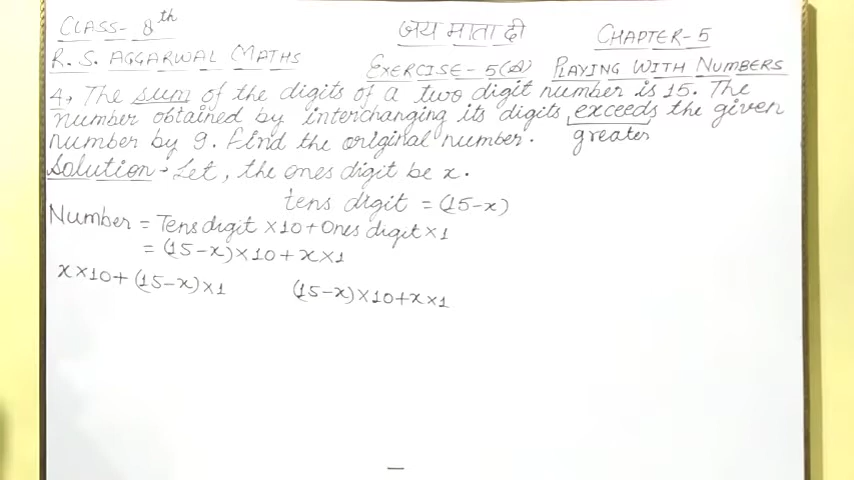 CLASS- 8th
जय माता दी
CHAPTER-5
R. S. AGGARWAL MATHS
EXERCISE-5(A) PLAYING WITH NUMBERS
4. The sum of the digits of a two digit number is 15. The
number obtained by interchanging its digits exceeds the given
number by 9. Find the original number. greater
Solution- Let, the ones digit be x.
tens digit = (15-x)
Number = Tens digit ×10+Ones digit×1
= (15-x)×10+x×1
x×10+(15-x)×1 (15-x)×10+x×1